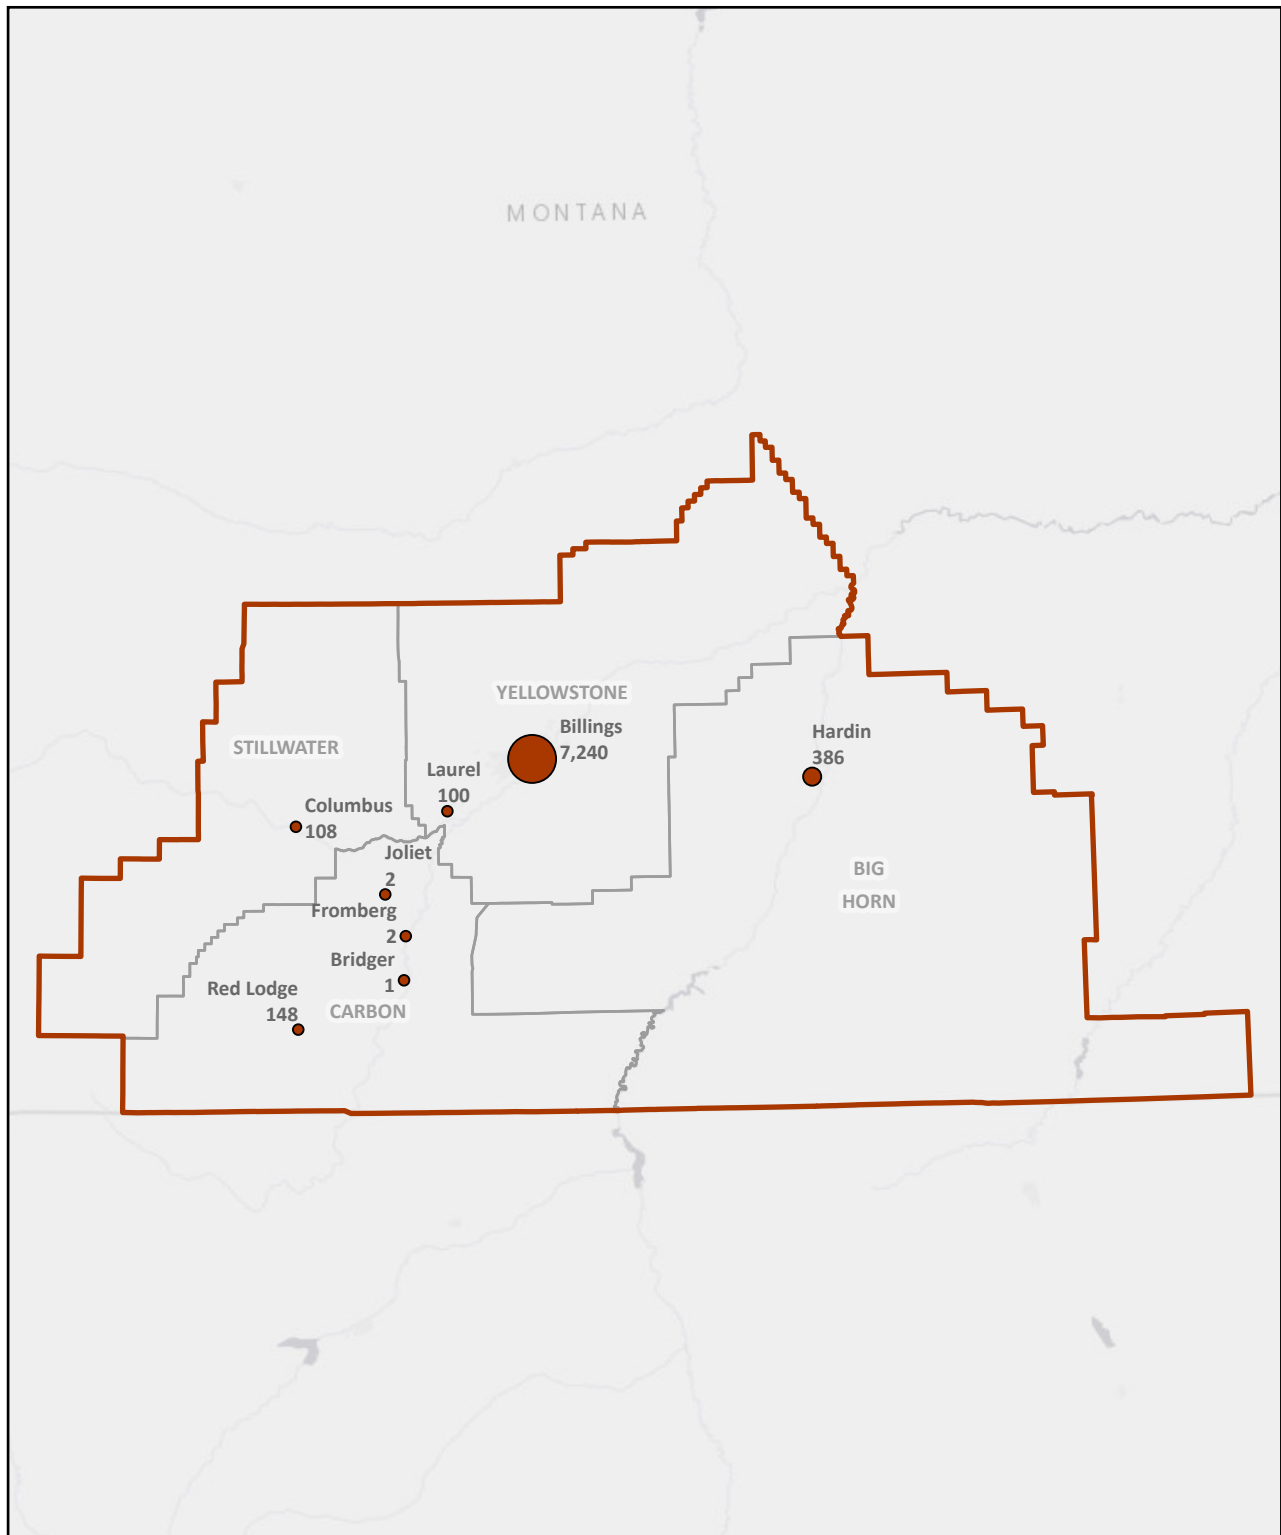 MONTANA
YELLOWSTONE
Billings
7,240
Hardin
386
STILLWATER
Laurel
100
Columbus
108
Joliet
2
BIG
HORN
Fromberg
2
Bridger
1
Red Lodge
148
CARBON